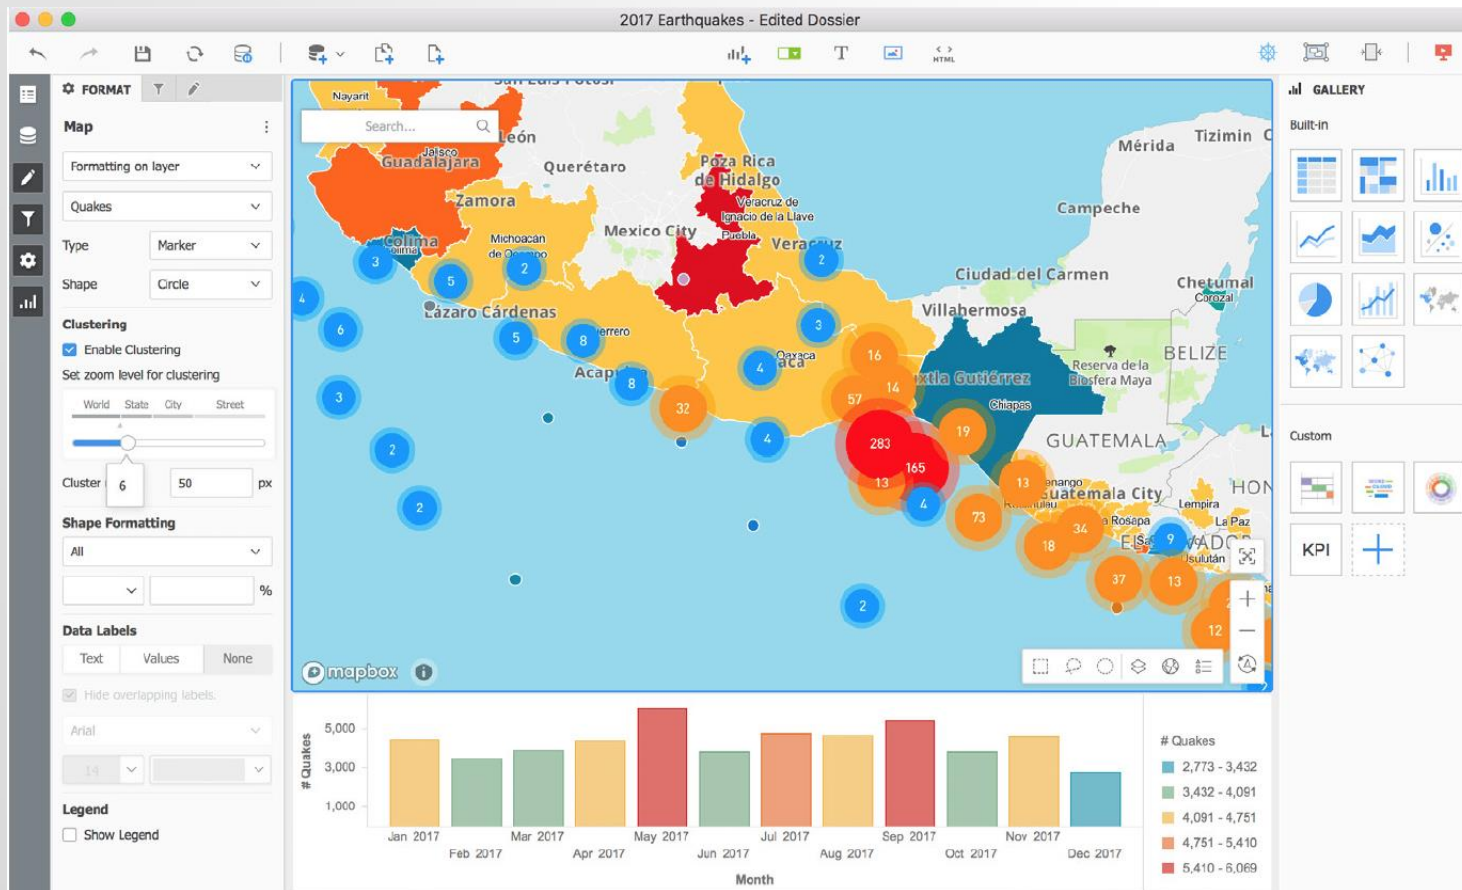 2017 Earthquakes - Edited Dossier
HTML
FORMAT
Map
Formatting on layer
Quakes
Type
Marker
Shape
Circle
Clustering
Enable Clustering
Set zoom level for clustering
World State City Street
Cluster
6
50
px
Shape Formatting
All
%
Data Labels
Text Values None
Hide overlapping labels.
Arial
14
Legend
Show Legend
Nayarit
Search...
León
Jalisco
Guadalajara
Querétaro
Poza Rica
de Hidalgo
Mérida
Tizimin
Zamora
Veracruz de
Ignacio de la Llave
Campeche
Mexico City
Puebla
Colima
Colima
Michoacán
Veracruz
3
5
2
2
Ciudad del Carmen
Chetumal
Corozal
4
Lázaro Cárdenas
Villahermosa
6
5
8
3
16
Oaxaca
BELIZE
Reserva de la
Biosfera Maya
4
8
14
3
32
57
Chiapas
19
4
283
GUATEMALA
2
165
13
13
Guatemala City
HON
2
4
73
34
Lempira
La Paz
18
9
Usulután
37
13
2
12
mapbox
# Quakes
5,000
3,000
1,000
Jan 2017
Feb 2017
Mar 2017
Apr 2017
May 2017
Jun 2017
Jul 2017
Aug 2017
Sep 2017
Oct 2017
Nov 2017
Dec 2017
Month
# Quakes
2,773 - 3,432
3,432 - 4,091
4,091 - 4,751
4,751 - 5,410
5,410 - 6,069
GALLERY
Built-in
Custom
KPI